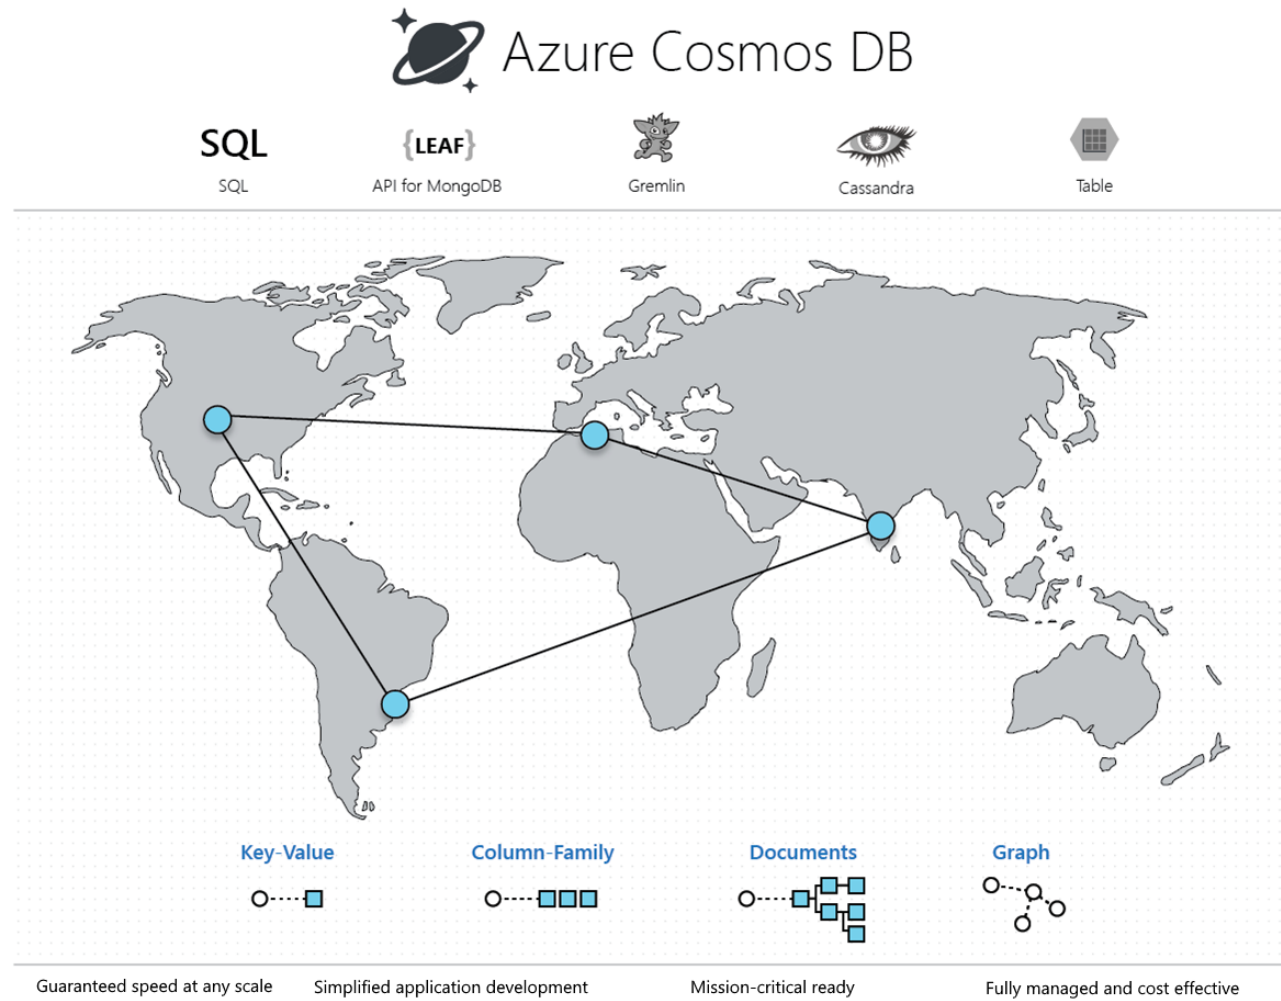 Azure Cosmos DB
SQL
{LEAF}
SQL
API for MongoDB
Gremlin
Cassandra
Table
Key-Value
Column-Family
Documents
Graph
Guaranteed speed at any scale
Simplified application development
Mission-critical ready
Fully managed and cost effective